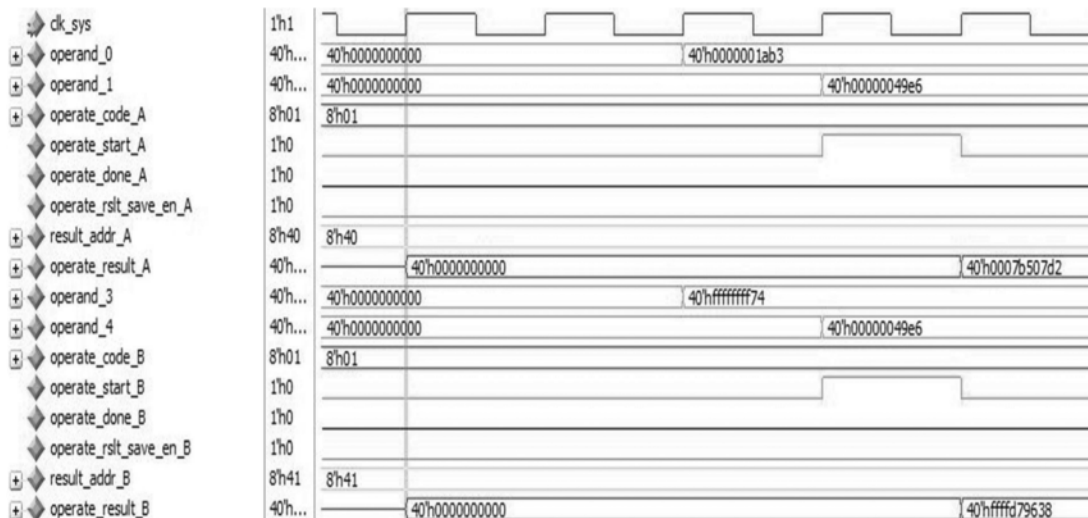 clk_sys 1'h1
operand_0 40'h... 40'h0000000000 40'h0000001ab3
operand_1 40'h... 40'h0000000000 40'h00000049e6
operate_code_A 8'h01 8'h01
operate_start_A 1'h0
operate_done_A 1'h0
operate_rslt_save_en_A 1'h0
result_addr_A 8'h40 8'h40
operate_result_A 40'h... 40'h0000000000 40'h0007b507d2
operand_3 40'h... 40'h0000000000 40'hffffffff74
operand_4 40'h... 40'h0000000000 40'h00000049e6
operate_code_B 8'h01 8'h01
operate_start_B 1'h0
operate_done_B 1'h0
operate_rslt_save_en_B 1'h0
result_addr_B 8'h41 8'h41
operate_result_B 40'h... 40'h0000000000 40'hffffd79638